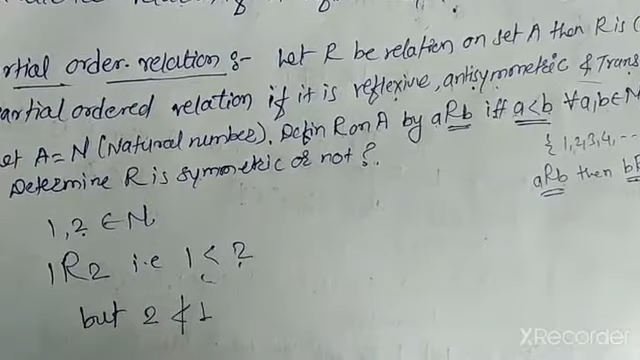 rtial order relation :- Let R be relation on set A then R is (
artial ordered relation if it is reflexive, antisymmetric & Trans
et A = N (Natural number). Defin R on A by aRb iff a<b ∀ a,b∈N
{1,2,3,4,--
Determine R is symmetric or not?
aRb then bR
1,2 ∈ N
1R2 i.e 1 < 2
but 2 ≮ 1
XRecorder